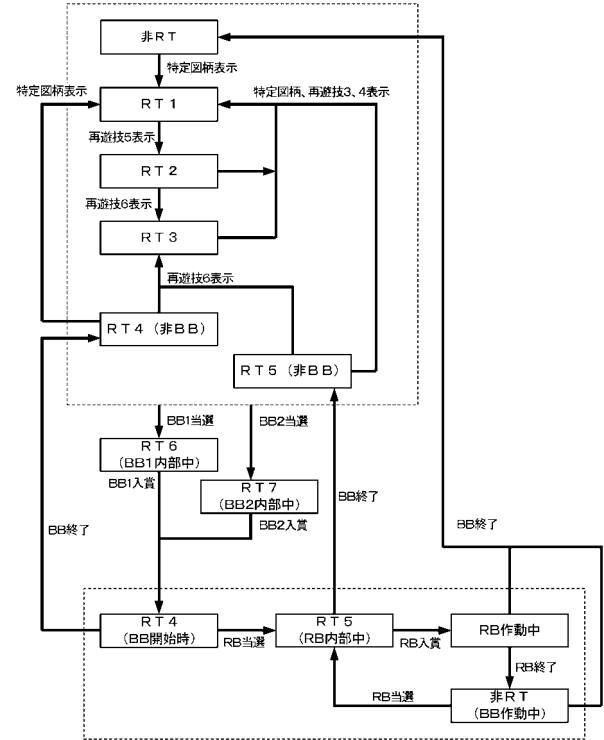 非RT
特定図柄表示
特定図柄表示
特定図柄、再遊技3、4表示
RT1
再遊技5表示
RT2
再遊技6表示
RT3
再遊技6表示
RT4(非BB)
RT5(非BB)
BB1当選
BB2当選
RT6
(BB1内部中)
BB1入賞
RT7
(BB2内部中)
BB2入賞
BB終了
BB終了
BB終了
RT4
(BB開始時)
RB当選
RT5
(RB内部中)
RB入賞
RB作動中
RB終了
RB当選
非RT
(BB作動中)